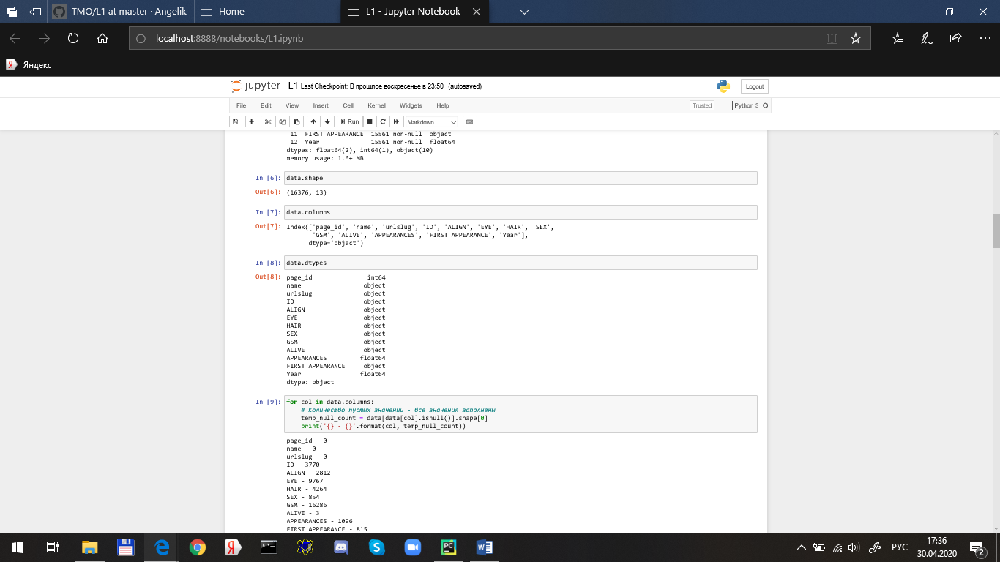 TMO/L1 at master · Angelika
Home
L1 - Jupyter Notebook
localhost:8888/notebooks/L1.ipynb
Я Яндекс
jupyter L1 Last Checkpoint: В прошлое воскресенье в 23:50 (autosaved)
Logout
File Edit View Insert Cell Kernel Widgets Help
Trusted
Python 3
Run
Markdown
11 FIRST APPEARANCE 15561 non-null object
12 Year 15561 non-null float64
dtypes: float64(2), int64(1), object(10)
memory usage: 1.6+ MB
In [6]: data.shape
Out[6]: (16376, 13)
In [7]: data.columns
Out[7]: Index(['page_id', 'name', 'urlslug', 'ID', 'ALIGN', 'EYE', 'HAIR', 'SEX',
'GSM', 'ALIVE', 'APPEARANCES', 'FIRST APPEARANCE', 'Year'],
dtype='object')
In [8]: data.dtypes
Out[8]: page_id int64
name object
urlslug object
ID object
ALIGN object
EYE object
HAIR object
SEX object
GSM object
ALIVE object
APPEARANCES float64
FIRST APPEARANCE object
Year float64
dtype: object
In [9]: for col in data.columns:
# Количество пустых значений - все значения заполнены
temp_null_count = data[data[col].isnull()].shape[0]
print('{} - {}'.format(col, temp_null_count))
page_id - 0
name - 0
urlslug - 0
ID - 3770
ALIGN - 2812
EYE - 9767
HAIR - 4264
SEX - 854
GSM - 16286
ALIVE - 3
APPEARANCES - 1096
FIRST APPEARANCE - 815
РУС
17:36
30.04.2020
2